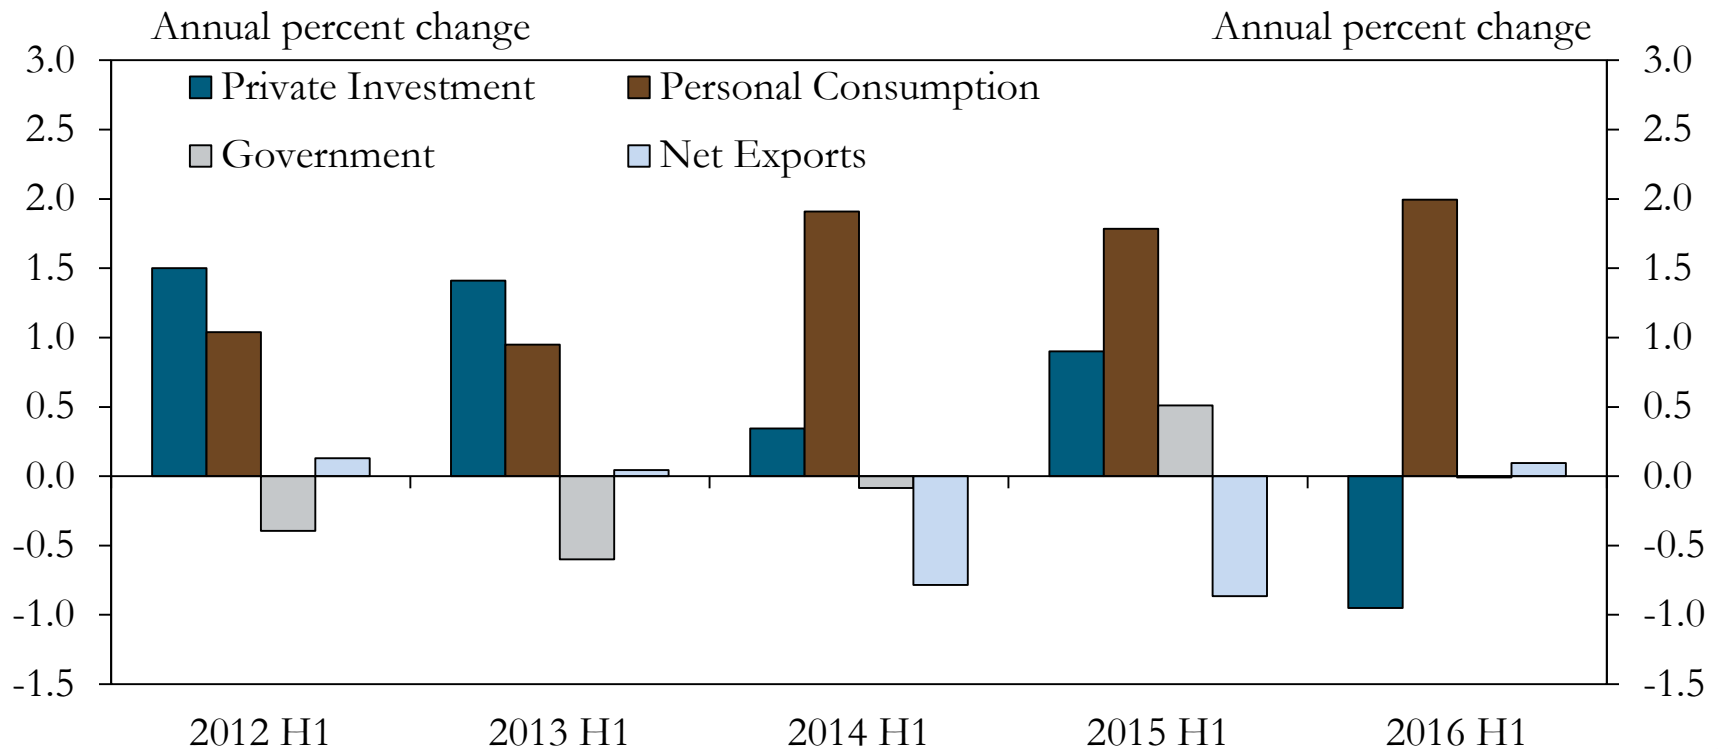 Annual percent change Annual percent change
3.0 3.0
Private Investment Personal Consumption
2.5 2.5
Government Net Exports
2.0 2.0
1.5 1.5
1.0 1.0
0.5 0.5
0.0 0.0
-0.5 -0.5
-1.0 -1.0
-1.5 -1.5
2012 H1 2013 H1 2014 H1 2015 H1 2016 H1